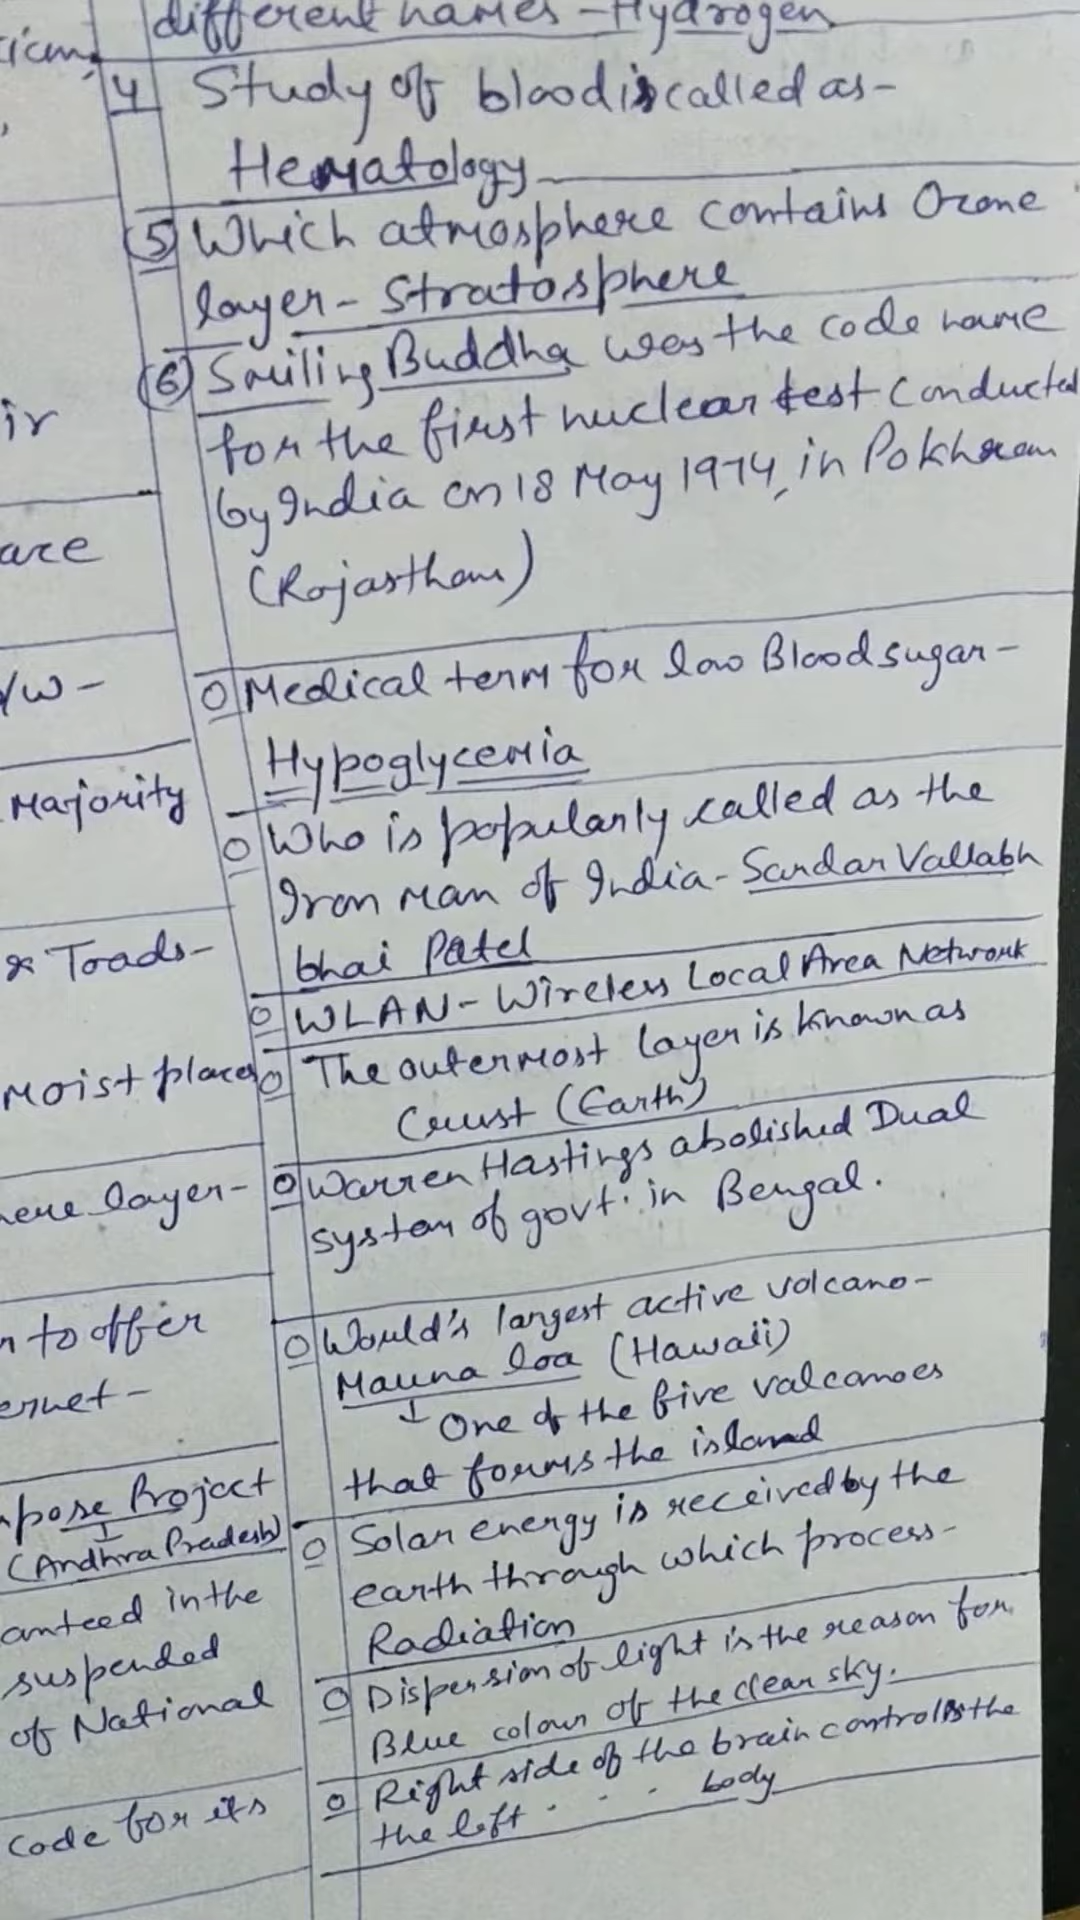 different names - Hydrogen
4 Study of blood is called as -
Hematology
5 Which atmosphere contains Ozone
layer - Stratosphere
6 Smiling Buddha was the code name
for the first nuclear test conducted
by India on 18 May 1974, in Pokhran
(Rajasthan)
Medical term for low Blood sugar -
Hypoglycemia
Who is popularly called as the
Iron man of India - Sardar Vallabh
bhai Patel
WLAN - Wireless Local Area Network
The outermost layer is known as
Crust (Earth)
Warren Hastings abolished Dual
system of govt. in Bengal.
World's largest active volcano -
Mauna loa (Hawaii)
↓ One of the five valcanoes
that forms the island
Solar energy is received by the
earth through which process -
Radiation
Dispersion of light is the reason for
Blue colour of the clear sky.
Right side of the brain controls the
the left . . . body
ir
are
/w -
Majority
& Toads -
Moist places
layer -
to offer
ernet -
pose Project
↓
(Andhra Pradesh)
anteed in the
suspended
of National
Code for its